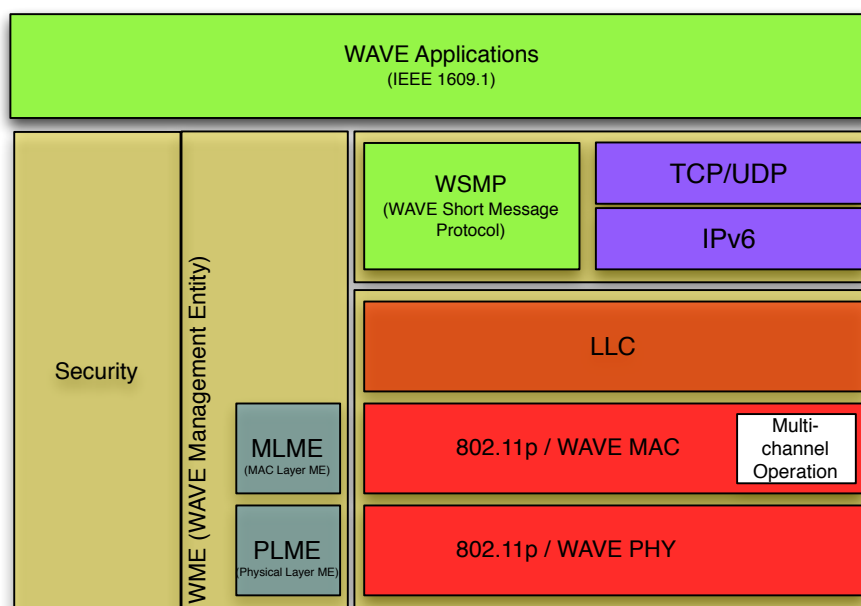 WAVE Applications
(IEEE 1609.1)
WSMP
(WAVE Short Message
Protocol)
TCP/UDP
IPv6
Security
WME (WAVE Management Entity)
LLC
MLME
(MAC Layer ME)
802.11p / WAVE MAC
Multi-
channel
Operation
PLME
(Physical Layer ME)
802.11p / WAVE PHY